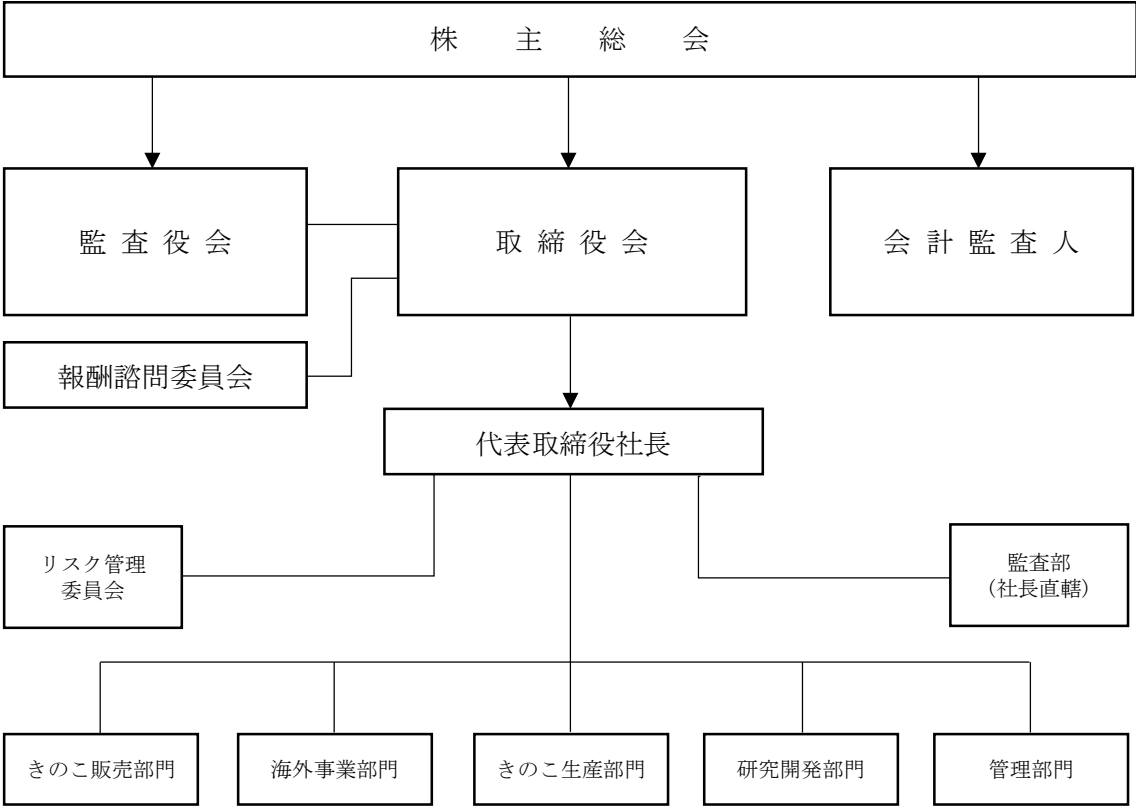 株主総会
監査役会
取締役会
会計監査人
報酬諮問委員会
代表取締役社長
リスク管理
委員会
監査部
(社長直轄)
きのこ販売部門
海外事業部門
きのこ生産部門
研究開発部門
管理部門